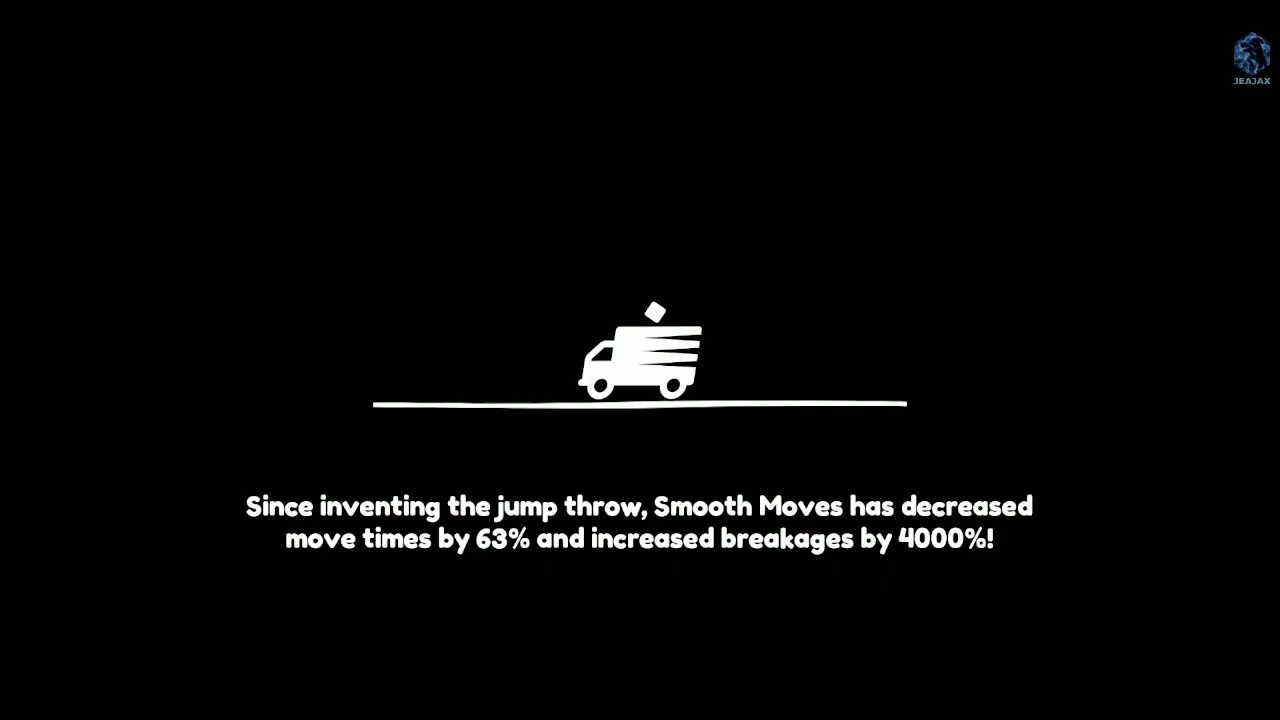 JEAJAX
Since inventing the jump throw, Smooth Moves has decreased
move times by 63% and increased breakages by 4000%!